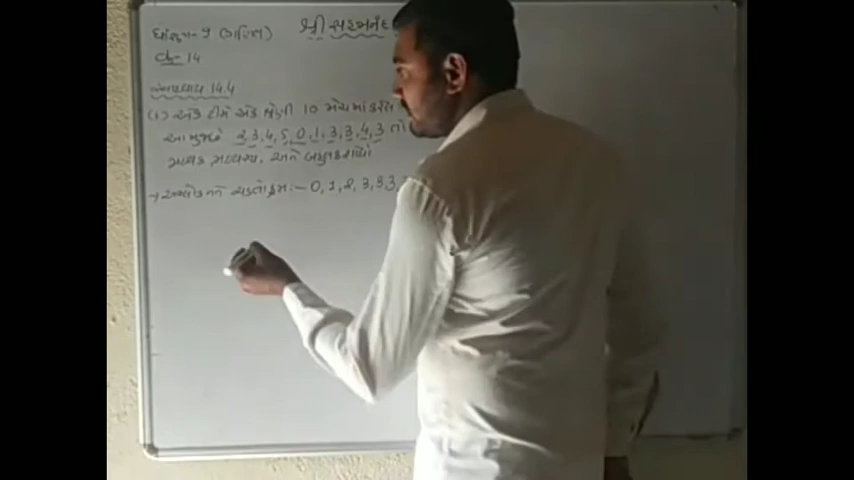 ધોરણ-૧ (ગણિત) શ્રી સહજાનંદ
Ch-14
સ્વાધ્યાય 14.4
(1) એક ટીમે એક શ્રેણી 10 મેચમાં કરેલ
આ મુજબ 2,3,4,5,0,1,3,3,4,3 તો
મધ્યક મધ્યસ્થ, અને બહુલક શોધો
→ અવલોકનને ચડતો ક્રમ:- 0,1,2,3,3,3,